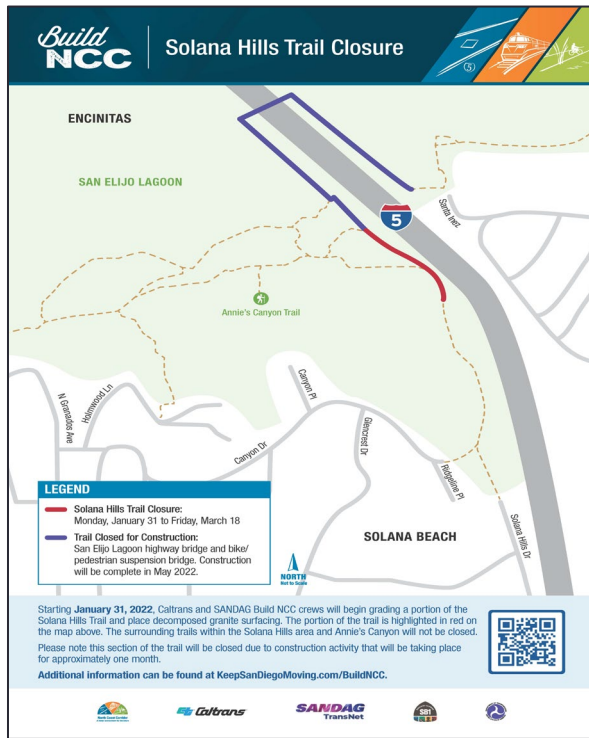 Build
NCC
Solana Hills Trail Closure
ENCINITAS
SAN ELIJO LAGOON
5
Santa Inez
Annie's Canyon Trail
N Granados Ave
Holmwood Ln
Canyon Pl
Canyon Dr
Glencrest Dr
Ridgeline Pl
Solana Hills Dr
SOLANA BEACH
LEGEND
Solana Hills Trail Closure:
Monday, January 31 to Friday, March 18
Trail Closed for Construction:
San Elijo Lagoon highway bridge and bike/
pedestrian suspension bridge. Construction
will be complete in May 2022.
NORTH
Not to Scale
Starting January 31, 2022, Caltrans and SANDAG Build NCC crews will begin grading a portion of the
Solana Hills Trail and place decomposed granite surfacing. The portion of the trail is highlighted in red on
the map above. The surrounding trails within the Solana Hills area and Annie's Canyon will not be closed.
Please note this section of the trail will be closed due to construction activity that will be taking place
for approximately one month.
Additional information can be found at KeepSanDiegoMoving.com/BuildNCC.
North Coast Corridor
Caltrans
SANDAG
TransNet
SB1